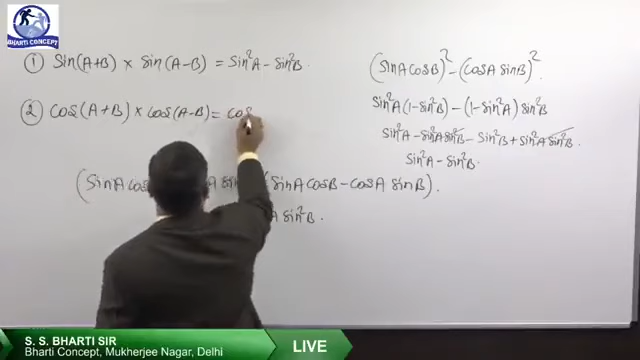 BHARTI CONCEPT
① Sin(A+B) × Sin(A-B) = Sin²A - Sin²B.
② Cos(A+B) × Cos(A-B) = Cos
(SinA Cos
(SinA CosB - CosA SinB).
A Sin²B.
(SinA CosB)² - (CosA SinB)².
Sin²A(1-Sin²B) - (1-Sin²A) Sin²B
Sin²A - Sin²A Sin²B - Sin²B + Sin²A Sin²B.
Sin²A - Sin²B.
S. S. BHARTI SIR
Bharti Concept, Mukherjee Nagar, Delhi
LIVE